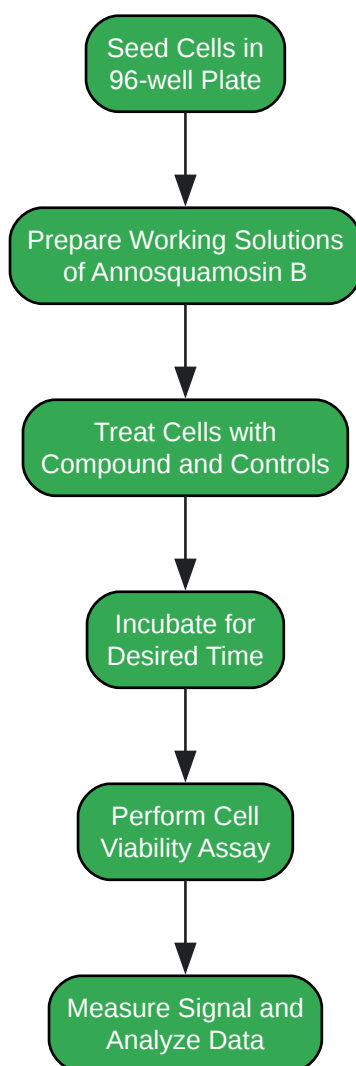 Seed Cells in
96-well Plate
Prepare Working Solutions
of Annosquamosin B
Treat Cells with
Compound and Controls
Incubate for
Desired Time
Perform Cell
Viability Assay
Measure Signal and
Analyze Data